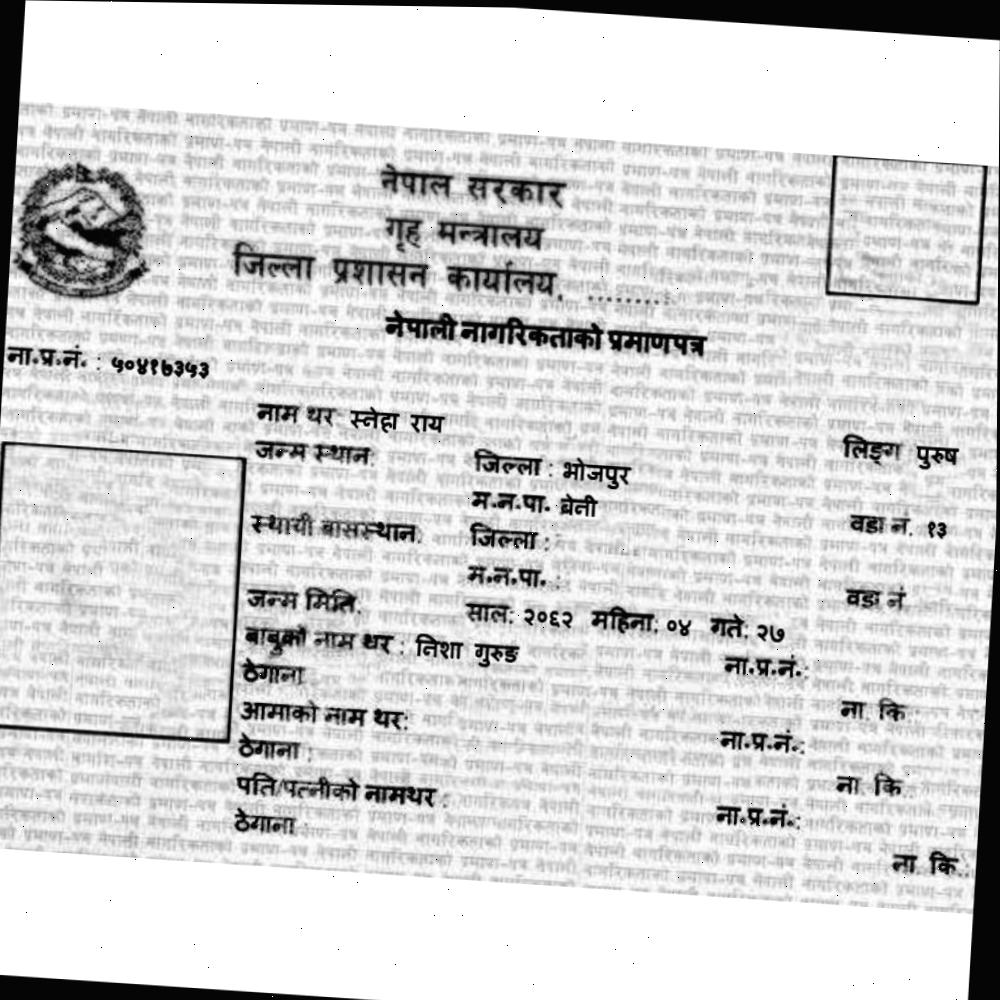 नेपाल सरकार
गृह मन्त्रालय
जिल्ला प्रशासन कार्यालय, .........
नेपाली नागरिकताको प्रमाणपत्र
ना.प्र.नं. : ५०४१७३५३
नाम थर: स्नेहा राय लिङ्ग पुरुष
जन्म स्थान: जिल्ला : भोजपुर
म.न.पा. ब्रेती वडा नं. १३
स्थायी बासस्थान: जिल्ला :
म.न.पा. : वडा नं
जन्म मिति: साल: २०६२ महिना: ०४ गते: २७
बाबुको नाम थर : निशा गुरुङ ना.प्र.नं.:
ठेगाना ना. कि.:
आमाको नाम थर: ना.प्र.नं.:
ठेगाना : ना. कि.:
पति/पत्नीको नामथर : ना.प्र.नं.:
ठेगाना : ना. कि.: